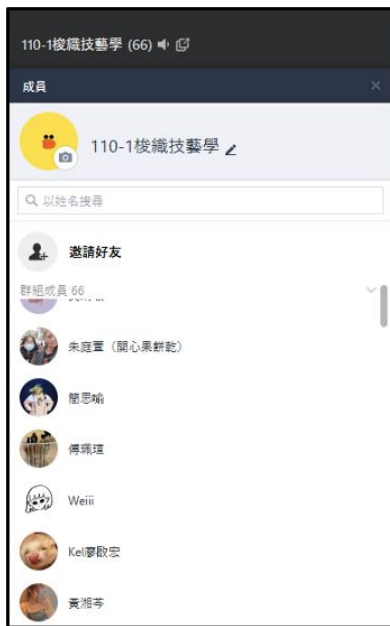 110-1梭織技藝學 (66)
成員
110-1梭織技藝學
以姓名搜尋
邀請好友
群組成員 66
朱庭萱（開心果餅乾）
簡思喻
傅珮瑄
Weiii
Kel廖啟宏
黃湘芩